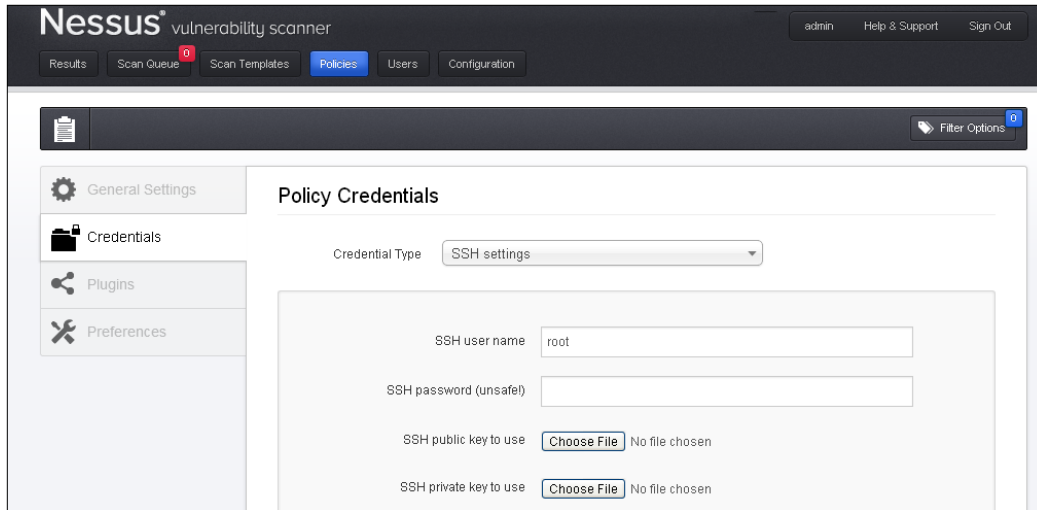 Nessus® vulnerability scanner
admin Help & Support Sign Out
Results Scan Queue 0 Scan Templates Policies Users Configuration
Filter Options 0
General Settings
Credentials
Plugins
Preferences
Policy Credentials
Credential Type SSH settings
SSH user name root
SSH password (unsafe!)
SSH public key to use Choose File No file chosen
SSH private key to use Choose File No file chosen